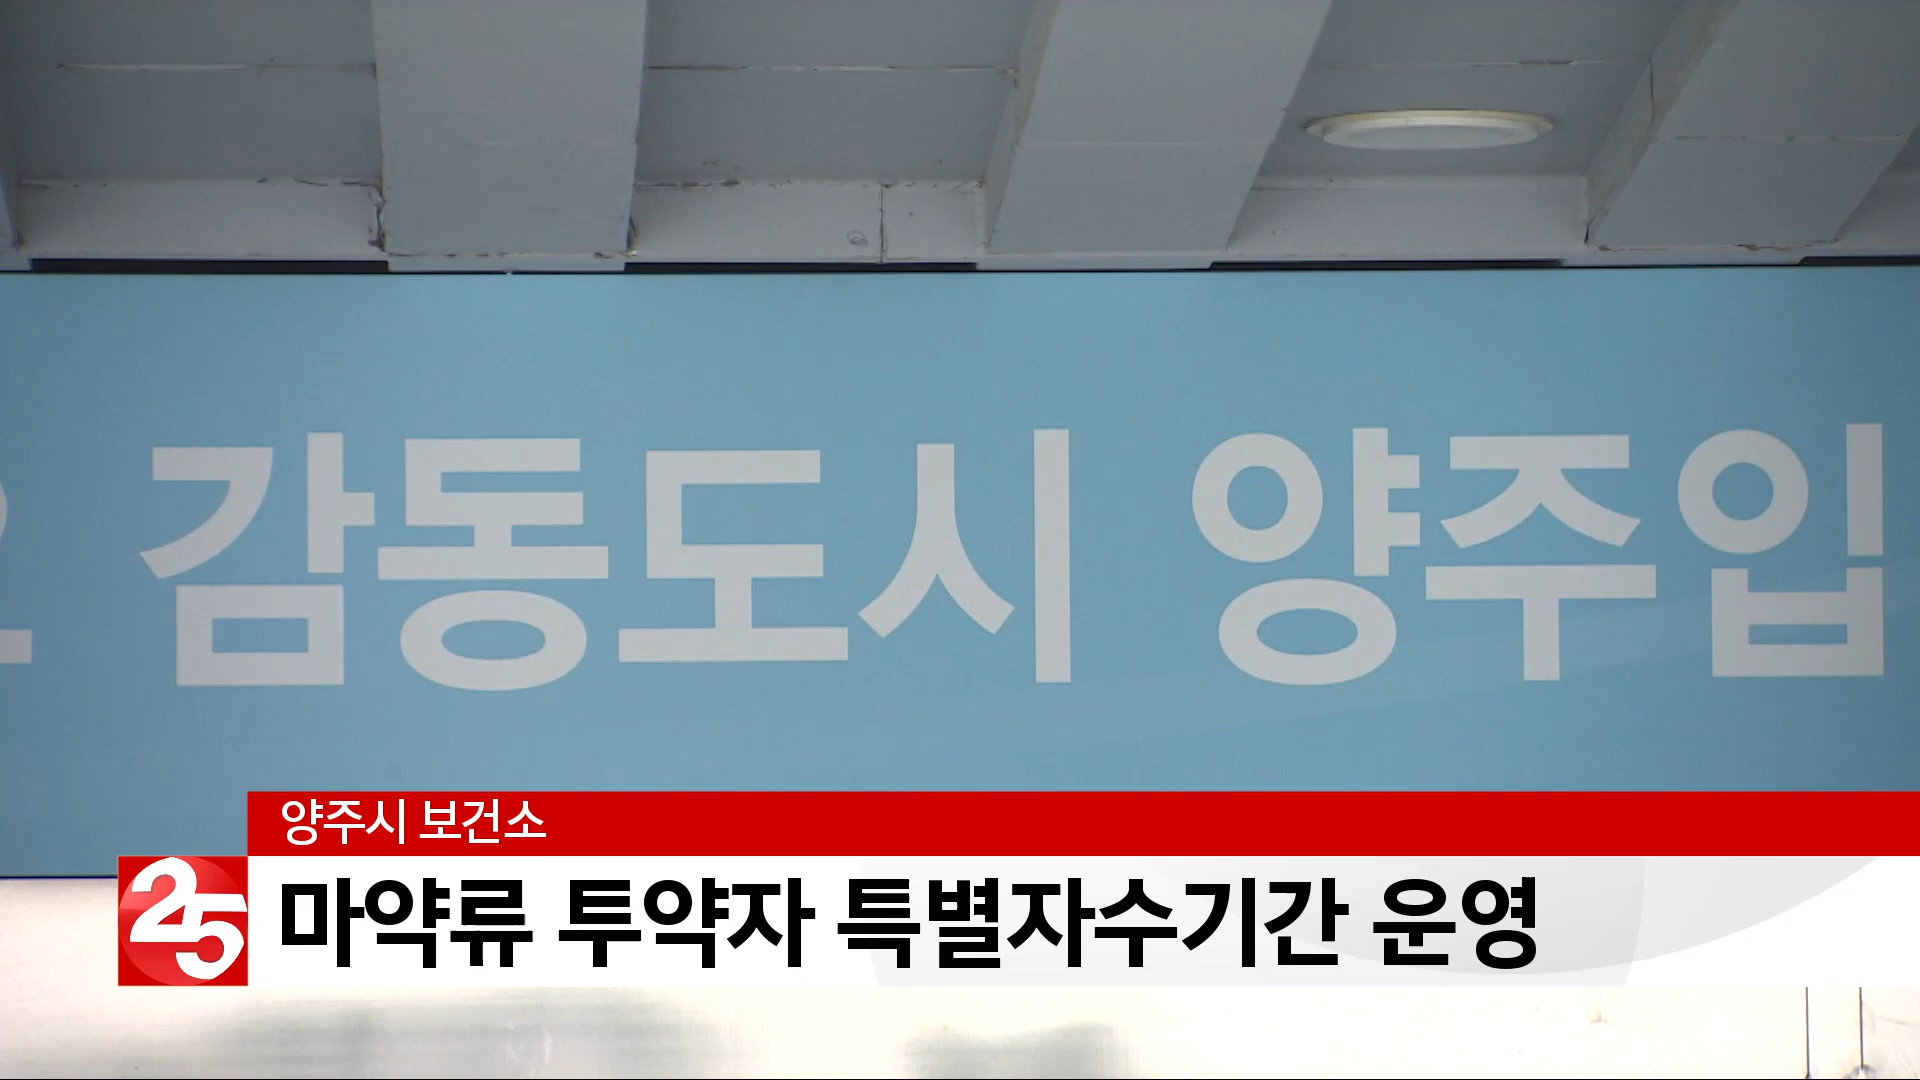 감동도시 양주입
양주시 보건소
25
마약류 투약자 특별자수기간 운영